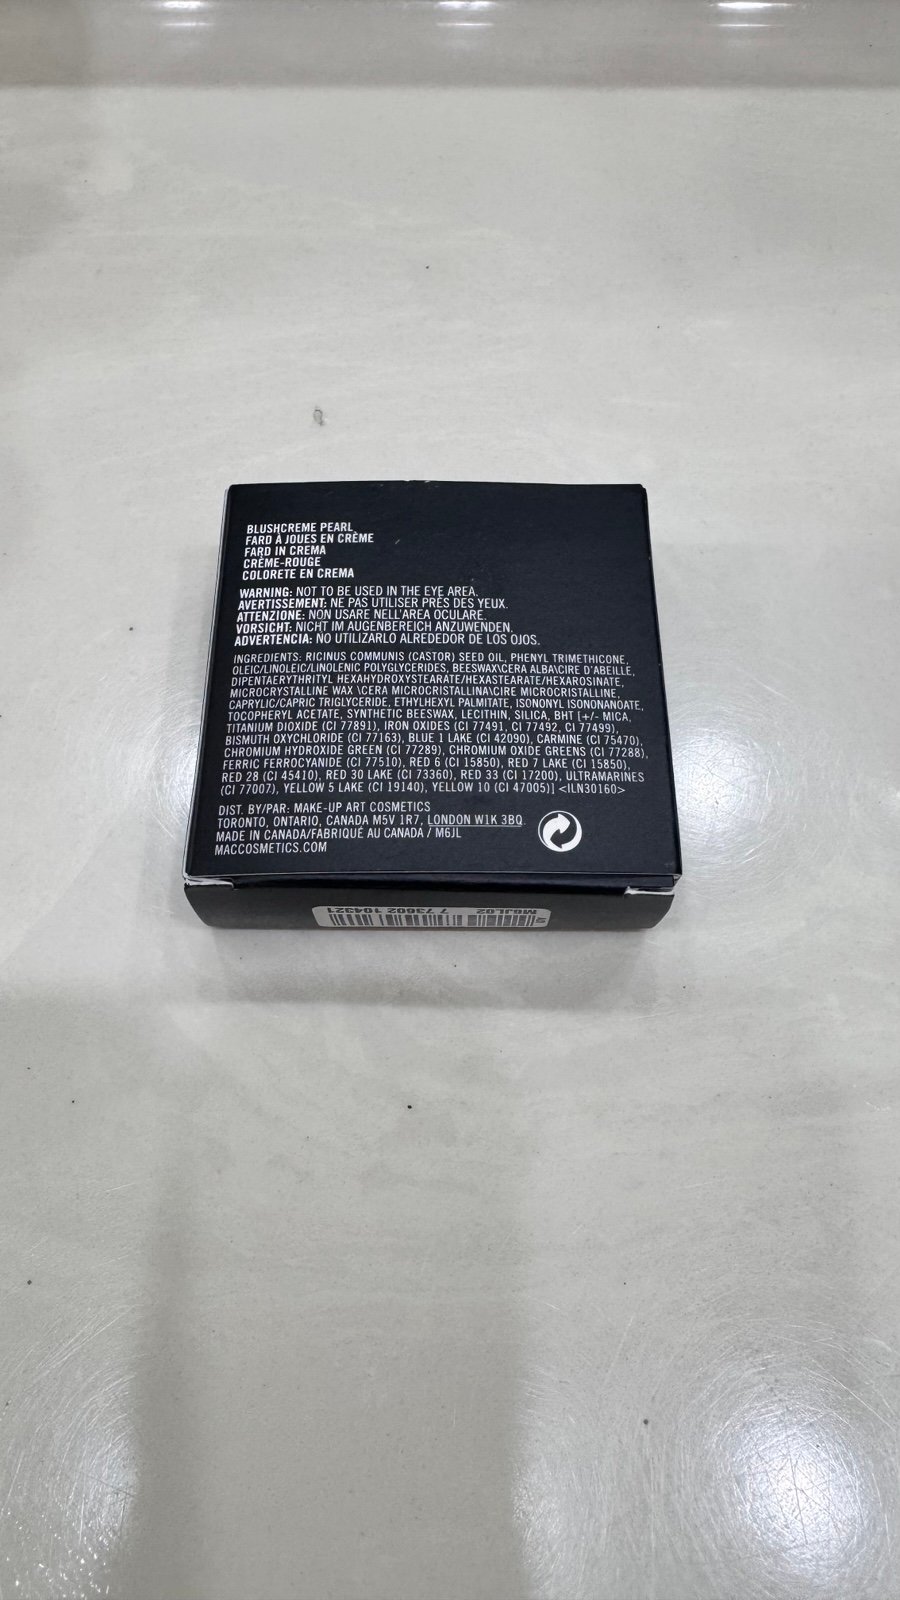 BLUSHCREME PEARL
FARD À JOUES EN CRÈME
FARD IN CREMA
CRÈME-ROUGE
COLORETE EN CREMA
WARNING: NOT TO BE USED IN THE EYE AREA.
AVERTISSEMENT: NE PAS UTILISER PRÈS DES YEUX.
ATTENZIONE: NON USARE NELL'AREA OCULARE.
VORSICHT: NICHT IM AUGENBEREICH ANZUWENDEN.
ADVERTENCIA: NO UTILIZARLO ALREDEDOR DE LOS OJOS.
INGREDIENTS: RICINUS COMMUNIS (CASTOR) SEED OIL, PHENYL TRIMETHICONE,
OLEIC/LINOLEIC/LINOLENIC POLYGLYCERIDES, BEESWAX\CERA ALBA\CIRE D'ABEILLE,
DIPENTAERYTHRITYL HEXAHYDROXYSTEARATE/HEXASTEARATE/HEXAROSINATE,
MICROCRYSTALLINE WAX \CERA MICROCRISTALLINA\CIRE MICROCRISTALLINE,
CAPRYLIC/CAPRIC TRIGLYCERIDE, ETHYLHEXYL PALMITATE, ISONONYL ISONONANOATE,
TOCOPHERYL ACETATE, SYNTHETIC BEESWAX, LECITHIN, SILICA, BHT [+/- MICA,
TITANIUM DIOXIDE (CI 77891), IRON OXIDES (CI 77491, CI 77492, CI 77499),
BISMUTH OXYCHLORIDE (CI 77163), BLUE 1 LAKE (CI 42090), CARMINE (CI 75470),
CHROMIUM HYDROXIDE GREEN (CI 77289), CHROMIUM OXIDE GREENS (CI 77288),
FERRIC FERROCYANIDE (CI 77510), RED 6 (CI 15850), RED 7 LAKE (CI 15850),
RED 28 (CI 45410), RED 30 LAKE (CI 73360), RED 33 (CI 17200), ULTRAMARINES
(CI 77007), YELLOW 5 LAKE (CI 19140), YELLOW 10 (CI 47005)] <ILN30160>
DIST. BY/PAR: MAKE-UP ART COSMETICS
TORONTO, ONTARIO, CANADA M5V 1R7, LONDON W1K 3BQ
MADE IN CANADA/FABRIQUÉ AU CANADA / M6JL
MACCOSMETICS.COM
M6JL02 7 73602 104321